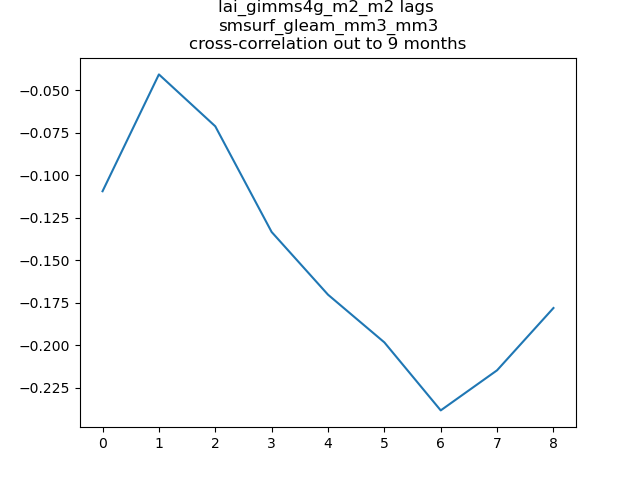 lai_gimms4g_m2_m2 lags
smsurf_gleam_mm3_mm3
cross-correlation out to 9 months
−0.050
−0.075
−0.100
−0.125
−0.150
−0.175
−0.200
−0.225
0 1 2 3 4 5 6 7 8